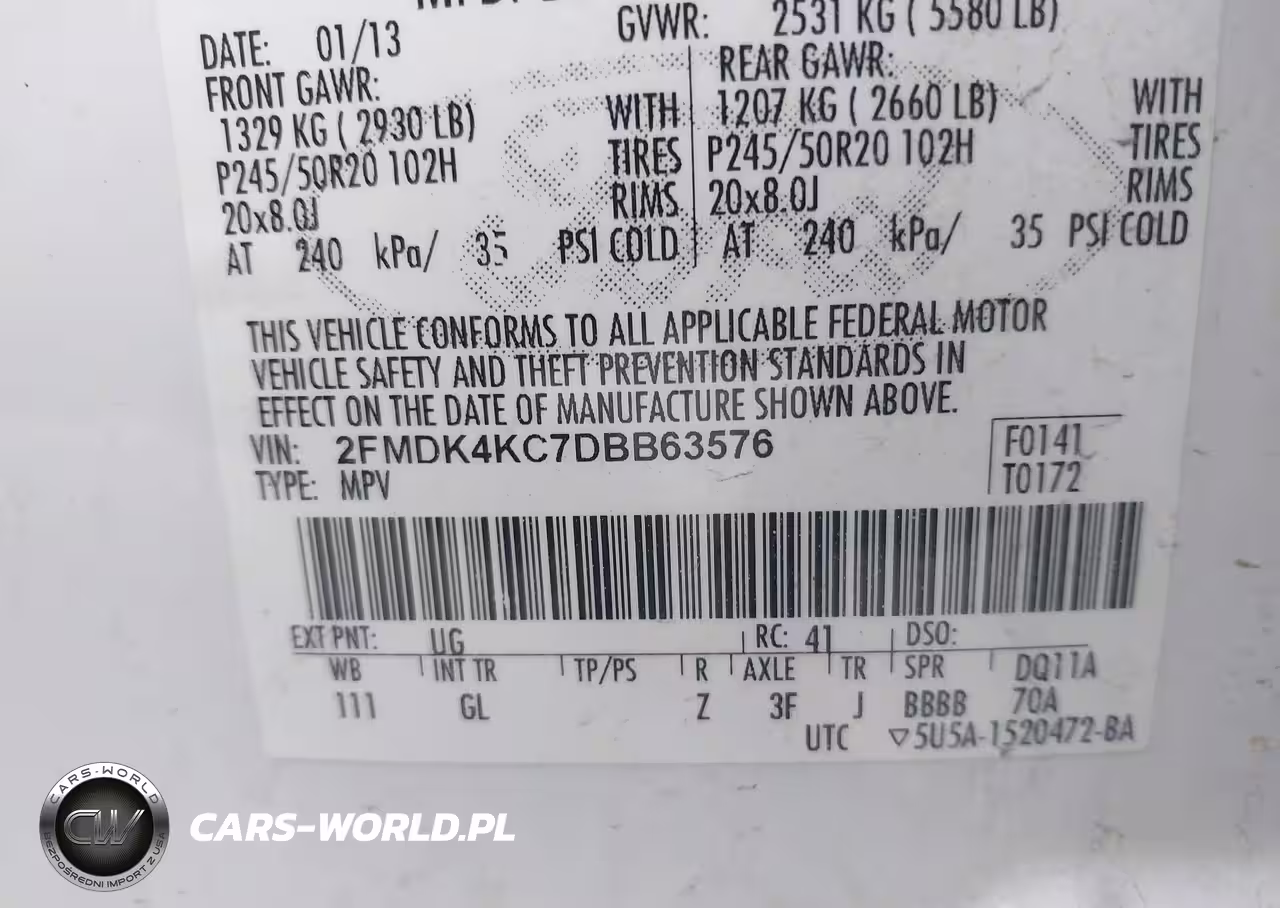 DATE: 01/13
GVWR: 2531 KG ( 5580 LB)
FRONT GAWR:
1329 KG ( 2930 LB) WITH
P245/50R20 102H TIRES
20x8.0J RIMS
AT 240 kPa/ 35 PSI COLD
REAR GAWR:
1207 KG ( 2660 LB) WITH
P245/50R20 102H TIRES
20x8.0J RIMS
AT 240 kPa/ 35 PSI COLD
THIS VEHICLE CONFORMS TO ALL APPLICABLE FEDERAL MOTOR
VEHICLE SAFETY AND THEFT PREVENTION STANDARDS IN
EFFECT ON THE DATE OF MANUFACTURE SHOWN ABOVE.
VIN: 2FMDK4KC7DBB63576
TYPE: MPV
F0141
T0172
EXT PNT: UG RC: 41 DSO:
WB INT TR TP/PS R AXLE TR SPR DQ11A
111 GL Z 3F J BBBB 70A
UTC ▽5U5A-1520472-BA
CARS-WORLD
CW
BEZPOŚREDNI IMPORT Z USA
CARS-WORLD.PL